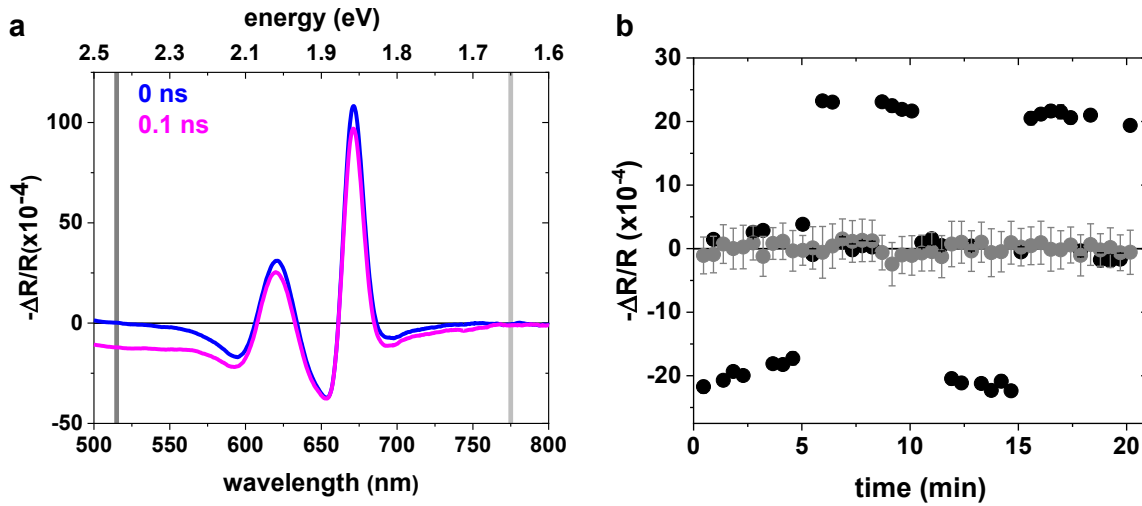 a
energy (eV)
2.5 2.3 2.1 2.0 1.9 1.8 1.7 1.6
0 ns
0.1 ns
100
50
0
-50
-ΔR/R(x10⁻⁴)
500 550 600 650 700 750 800
wavelength (nm)
b
30
20
10
0
-10
-20
-ΔR/R (x10⁻⁴)
0 5 10 15 20
time (min)